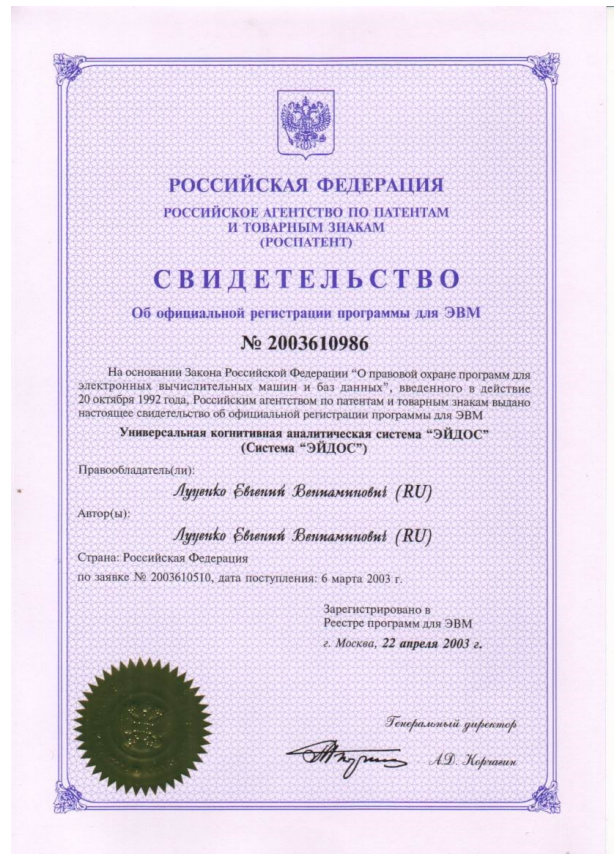 РОССИЙСКАЯ ФЕДЕРАЦИЯ
РОССИЙСКОЕ АГЕНТСТВО ПО ПАТЕНТАМ
И ТОВАРНЫМ ЗНАКАМ
(РОСПАТЕНТ)
СВИДЕТЕЛЬСТВО
Об официальной регистрации программы для ЭВМ
№ 2003610986
На основании Закона Российской Федерации “О правовой охране программ для
электронных вычислительных машин и баз данных”, введенного в действие
20 октября 1992 года, Российским агентством по патентам и товарным знакам выдано
настоящее свидетельство об официальной регистрации программы для ЭВМ
Универсальная когнитивная аналитическая система “ЭЙДОС”
(Система “ЭЙДОС”)
Правообладатель(ли):
Луценко Евгений Вениаминович (RU)
Автор(ы):
Луценко Евгений Вениаминович (RU)
Страна: Российская Федерация
по заявке № 2003610510, дата поступления: 6 марта 2003 г.
Зарегистрировано в
Реестре программ для ЭВМ
г. Москва, 22 апреля 2003 г.
Генеральный директор
А.Д. Корчагин